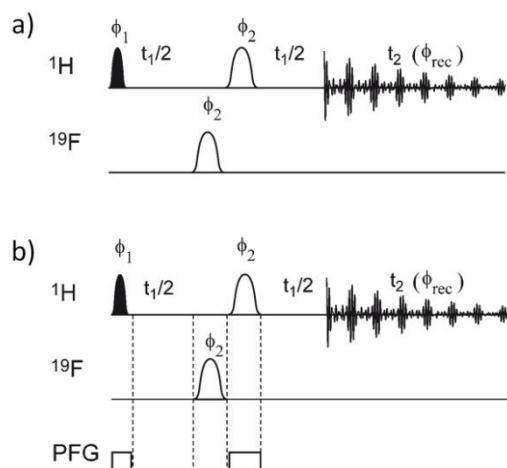 a)
ϕ₁ ϕ₂
¹H t₁/2 t₁/2 t₂ (ϕrec)
ϕ₂
¹⁹F
b)
ϕ₁ ϕ₂
¹H t₁/2 t₁/2 t₂ (ϕrec)
ϕ₂
¹⁹F
PFG